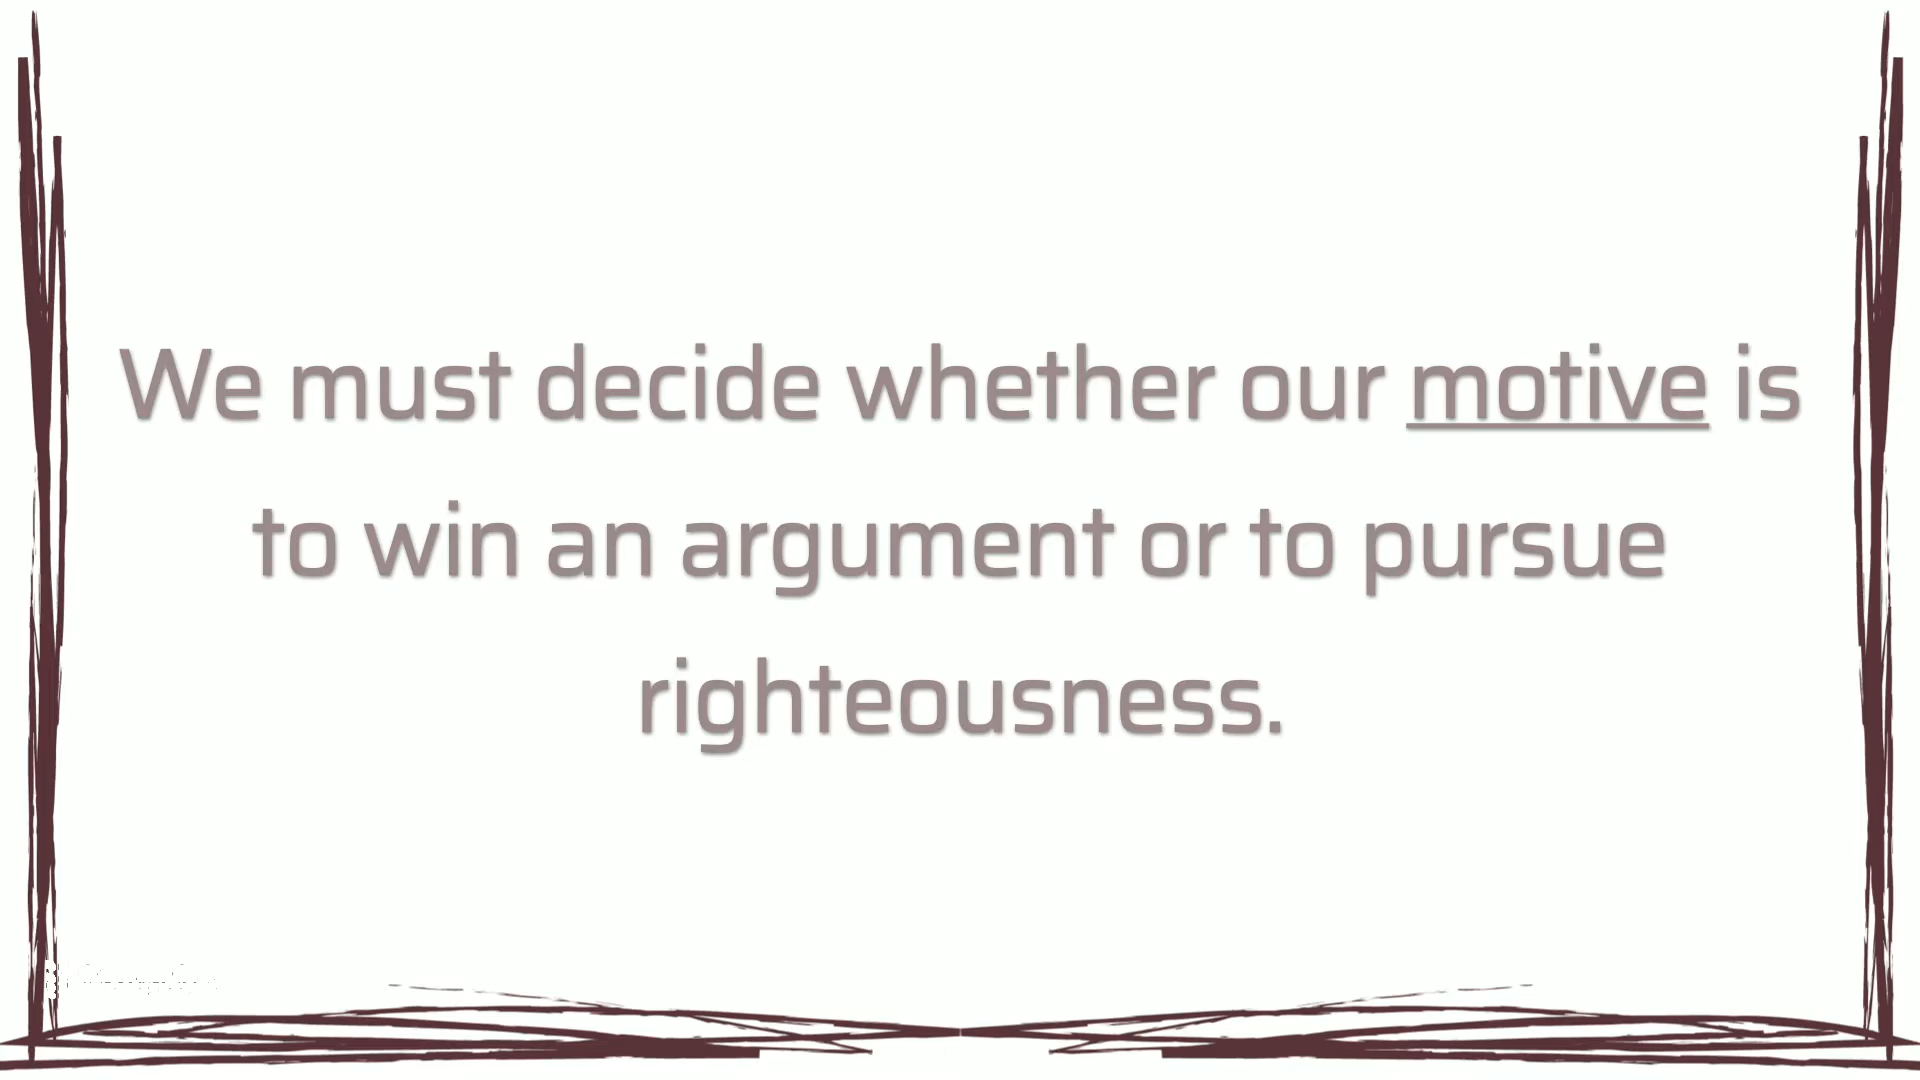 We must decide whether our motive is
to win an argument or to pursue
righteousness.